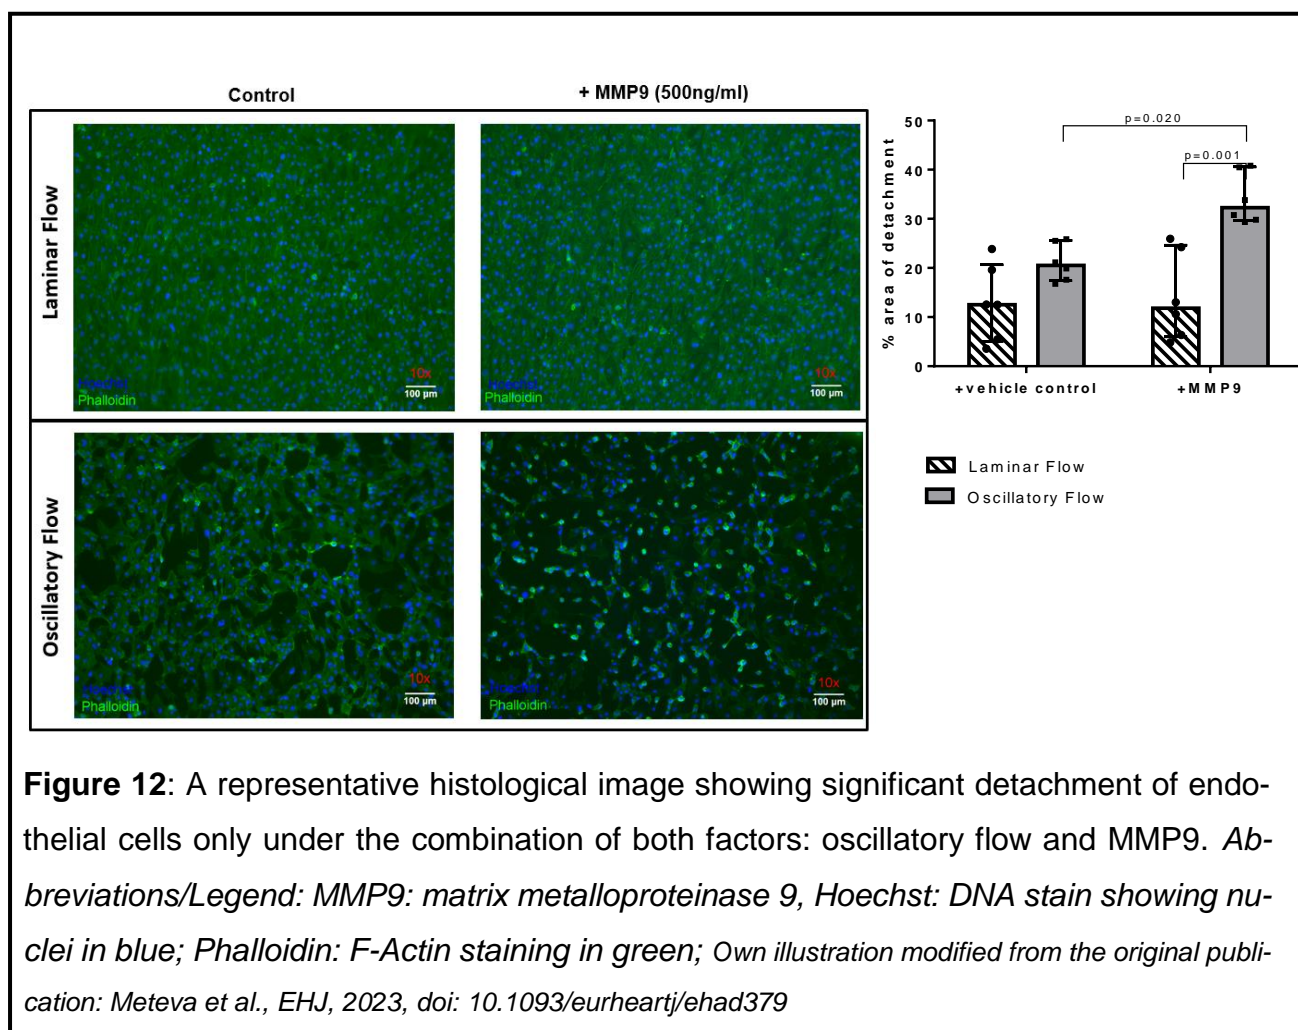 Control
+ MMP9 (500ng/ml)
Laminar Flow
Hoechst
Phalloidin
10x
100 µm
Hoechst
Phalloidin
10x
100 µm
Oscillatory Flow
Hoechst
Phalloidin
10x
100 µm
Hoechst
Phalloidin
10x
100 µm
% area of detachment
50
40
30
20
10
0
p=0.020
p=0.001
+vehicle control
+MMP9
Laminar Flow
Oscillatory Flow
Figure 12: A representative histological image showing significant detachment of endo-
thelial cells only under the combination of both factors: oscillatory flow and MMP9. Ab-
breviations/Legend: MMP9: matrix metalloproteinase 9, Hoechst: DNA stain showing nu-
clei in blue; Phalloidin: F-Actin staining in green; Own illustration modified from the original publi-
cation: Meteva et al., EHJ, 2023, doi: 10.1093/eurheartj/ehad379